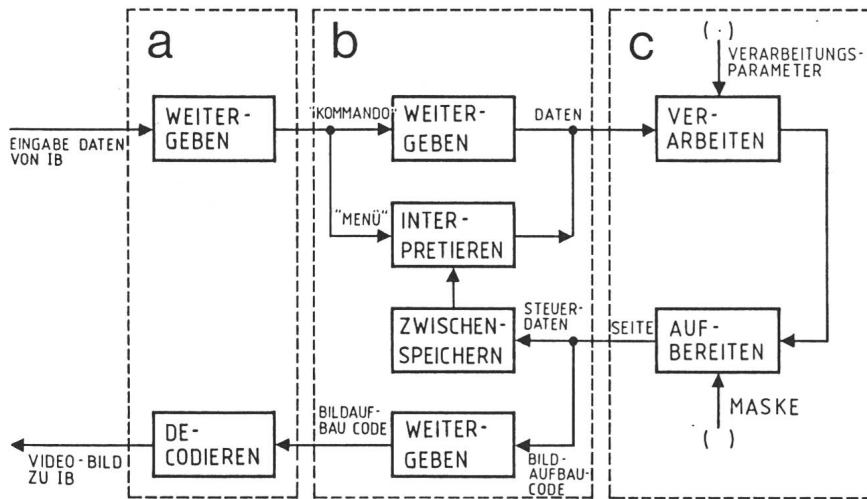 a
b
c
( . )
VERARBEITUNGS-
PARAMETER
WEITER-
GEBEN
"KOMMANDO"
WEITER-
GEBEN
DATEN
VER-
ARBEITEN
EINGABE DATEN
VON IB
"MENÜ"
INTER-
PRETIEREN
ZWISCHEN-
SPEICHERN
STEUER-
DATEN
SEITE
AUF-
BEREITEN
MASKE
( )
DE-
CODIEREN
BILDAUF-
BAU CODE
WEITER-
GEBEN
BILD-
AUFBAU-
CODE
VIDEO-BILD
ZU IB